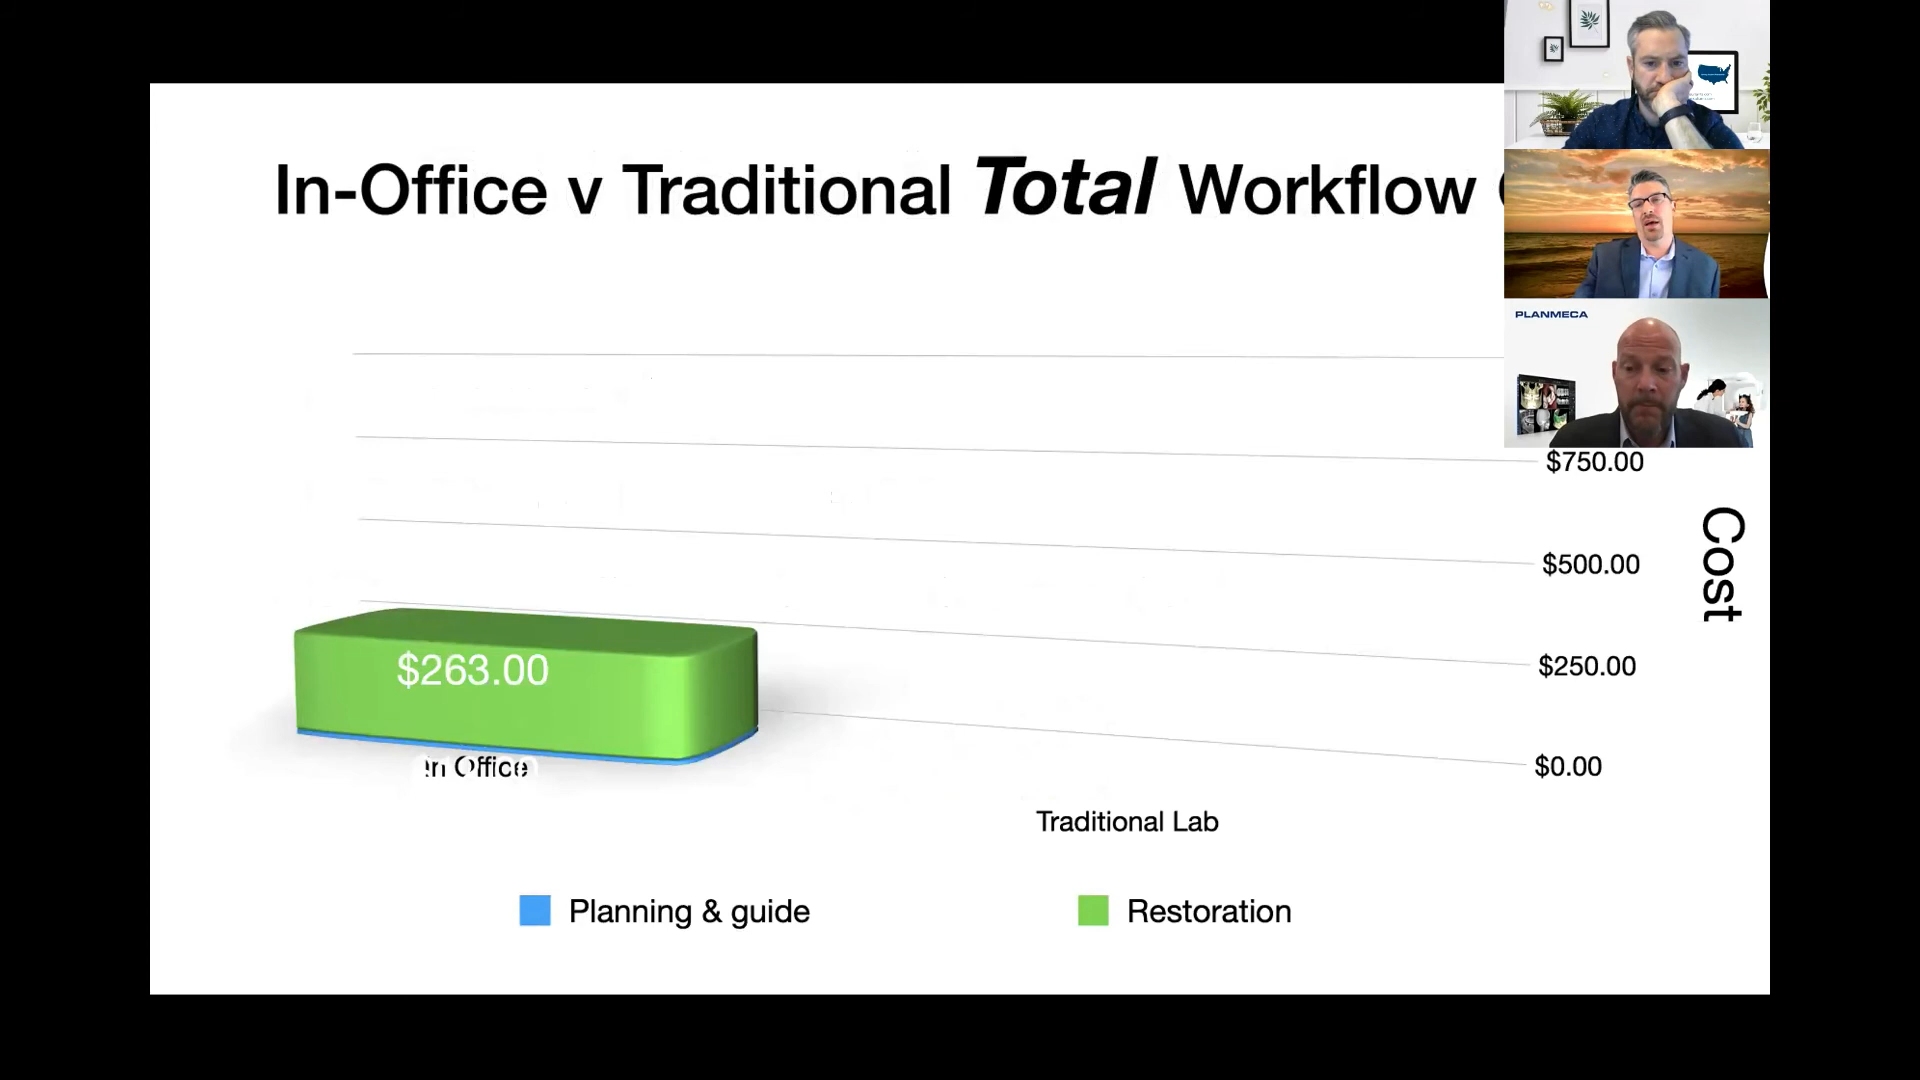 In-Office v Traditional Total Workflow
PLANMECA
$750.00
$500.00
$250.00
$0.00
Cost
$263.00
In Office
Traditional Lab
Planning & guide
Restoration